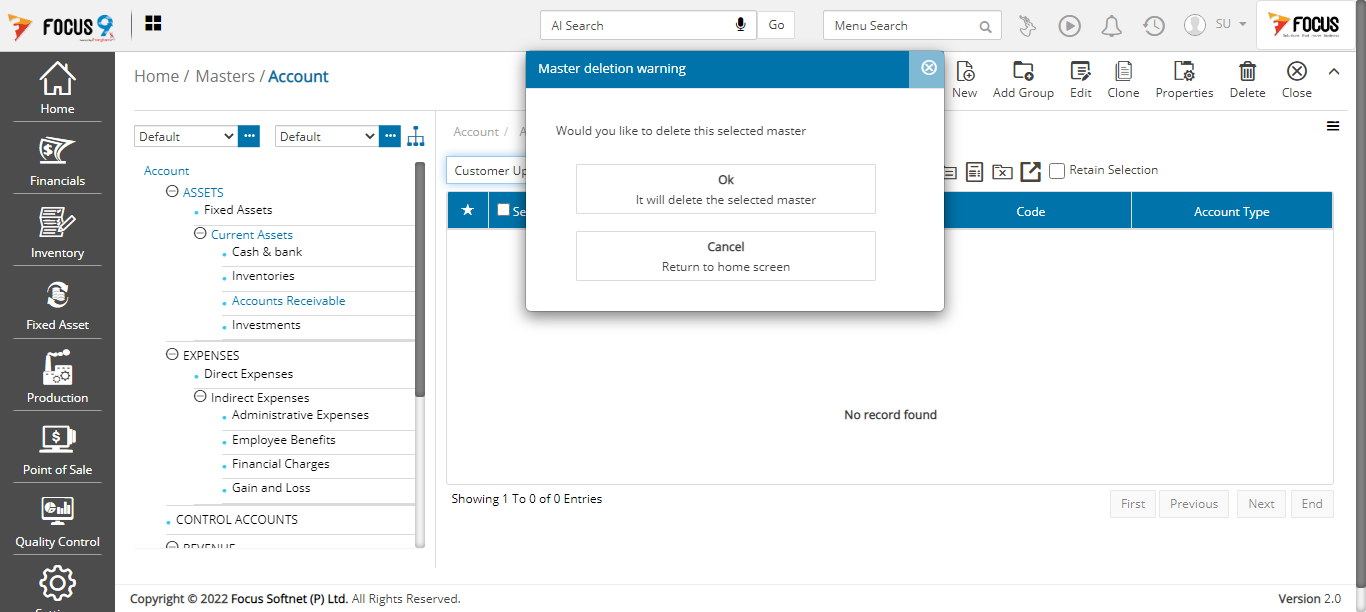 FOCUS 9
AI Search
Go
Menu Search
SU
FOCUS
Home / Masters / Account
Master deletion warning
New
Add Group
Edit
Clone
Properties
Delete
Close
Home
Financials
Inventory
Fixed Asset
Production
Point of Sale
Quality Control
Default
Default
Account
ASSETS
Fixed Assets
Current Assets
Cash & bank
Inventories
Accounts Receivable
Investments
EXPENSES
Direct Expenses
Indirect Expenses
Administrative Expenses
Employee Benefits
Financial Charges
Gain and Loss
CONTROL ACCOUNTS
REVENUE
Account /
Customer Up
Retain Selection
Se
Code
Account Type
Would you like to delete this selected master
Ok
It will delete the selected master
Cancel
Return to home screen
No record found
Showing 1 To 0 of 0 Entries
First
Previous
Next
End
Copyright © 2022 Focus Softnet (P) Ltd. All Rights Reserved.
Version 2.0